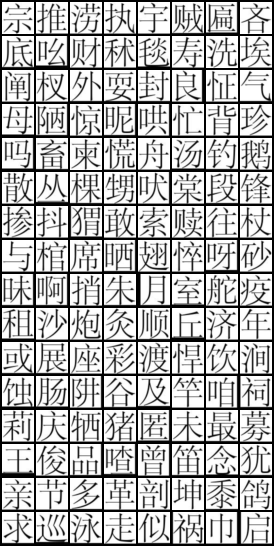 宗推涝执宇贼匾吝
底吆财秫毯寿洗埃
阐杈外耍封良怔气
母陋惊昵哄忙背珍
吗畜柬慌舟汤钓鹅
散丛棵甥吠棠段锋
掺抖猬敢索赎往杖
与棺席晒翅悴呀砂
昧啊捎朱月室舵疫
租沙炮灸顺丘济年
或展座彩渡悍饮涧
蚀肠阱谷及竿咱祠
莉庆牺猪匿未最募
王俊品喳曾笛念犹
亲节多革剖坤黍鸽
求巡泳走似祸巾启